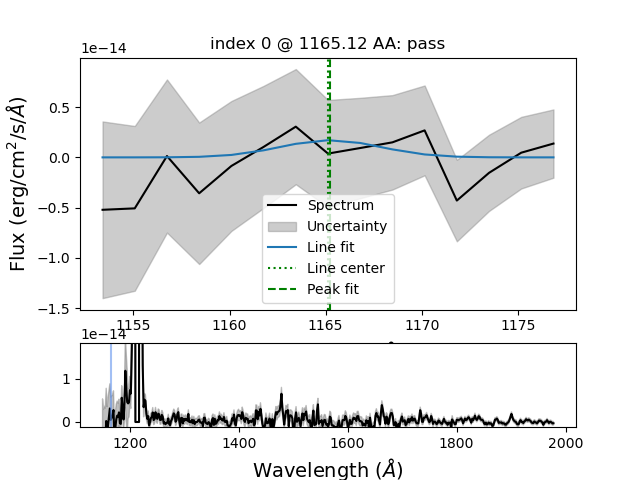 index 0 @ 1165.12 AA: pass
1e−14
Flux (erg/cm²/s/Å)
0.5
0.0
−0.5
−1.0
−1.5
Spectrum
Uncertainty
Line fit
Line center
Peak fit
1155 1160 1165 1170 1175
1e−14
1
0
1200 1400 1600 1800 2000
Wavelength (Å)